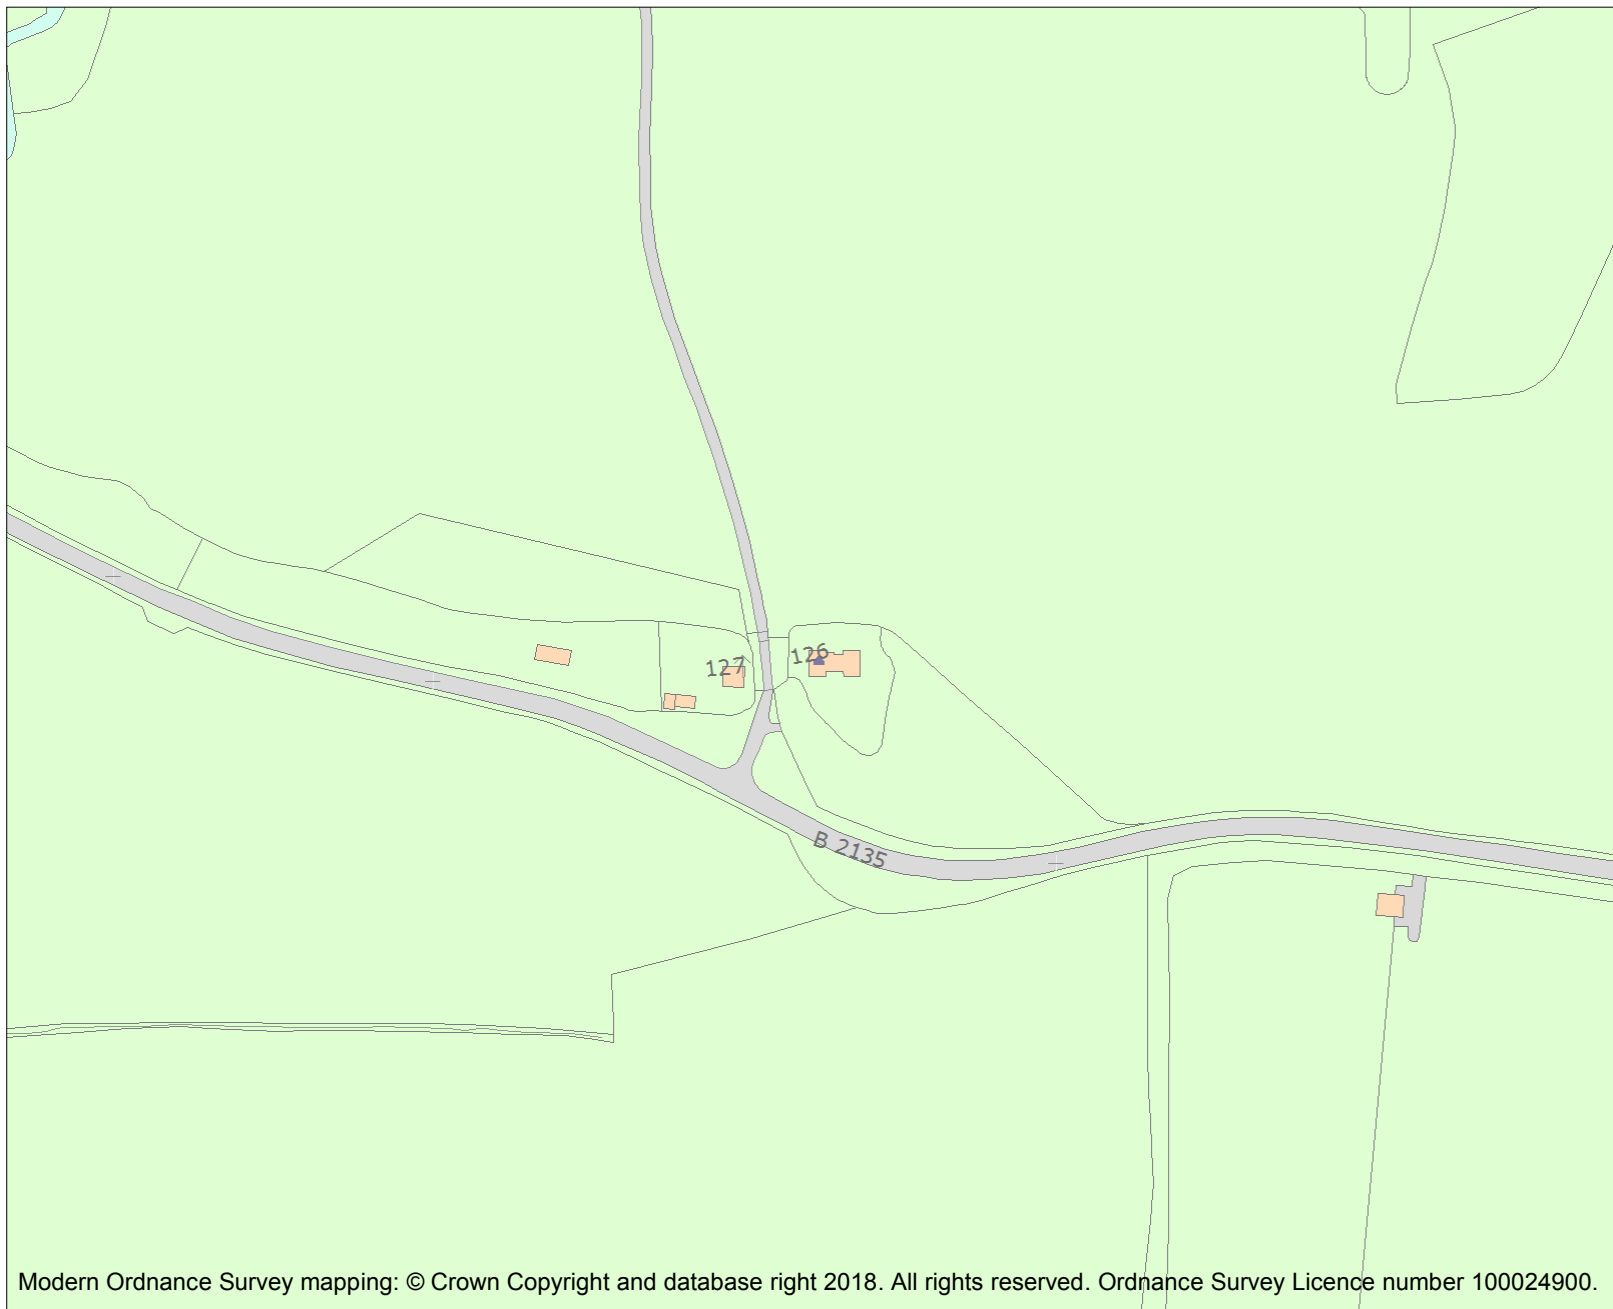 126
127
B 2135
Modern Ordnance Survey mapping: © Crown Copyright and database right 2018. All rights reserved. Ordnance Survey Licence number 100024900.